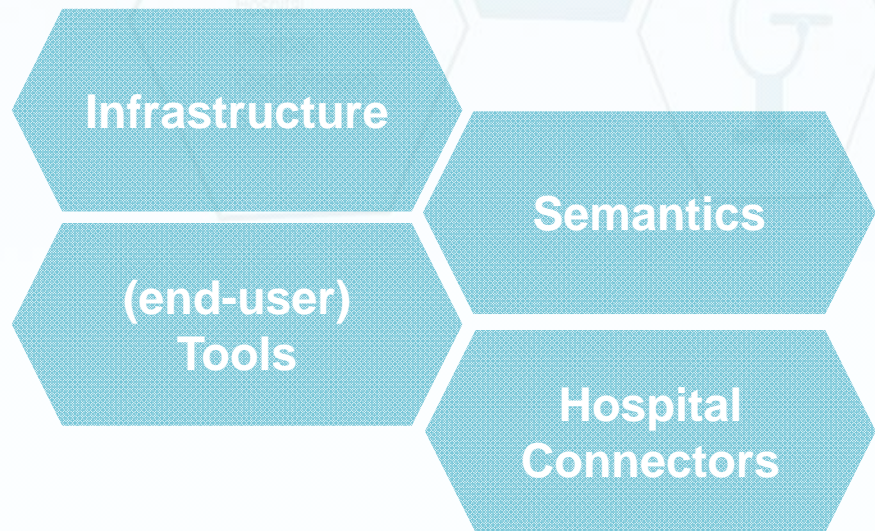 Infrastructure
Semantics
(end-user)
Tools
Hospital
Connectors